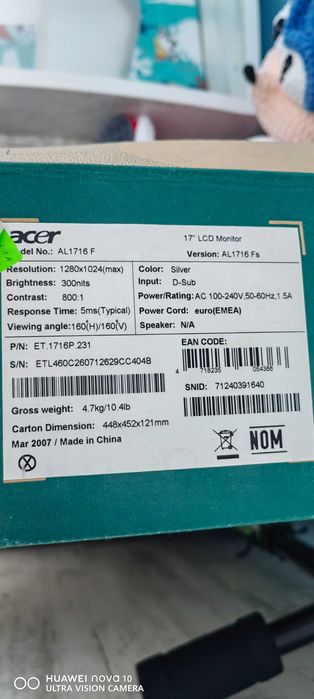 acer
17" LCD Monitor
del No.: AL1716 F
Version: AL1716 Fs
Resolution: 1280x1024(max)
Brightness: 300nits
Contrast: 800:1
Response Time: 5ms(Typical)
Viewing angle:160°(H)/160°(V)
Color: Silver
Input: D-Sub
Power/Rating: AC 100-240V,50-60Hz,1.5A
Power Cord: euro(EMEA)
Speaker: N/A
P/N: ET.1716P.231
S/N: ETL460C260712629CC404B
EAN CODE:
4 718235 054366
SNID: 71240391640
Gross weight: 4.7kg/10.4lb
Carton Dimension: 448x452x121mm
Mar 2007 / Made in China
NOM
HUAWEI nova 10
ULTRA VISION CAMERA